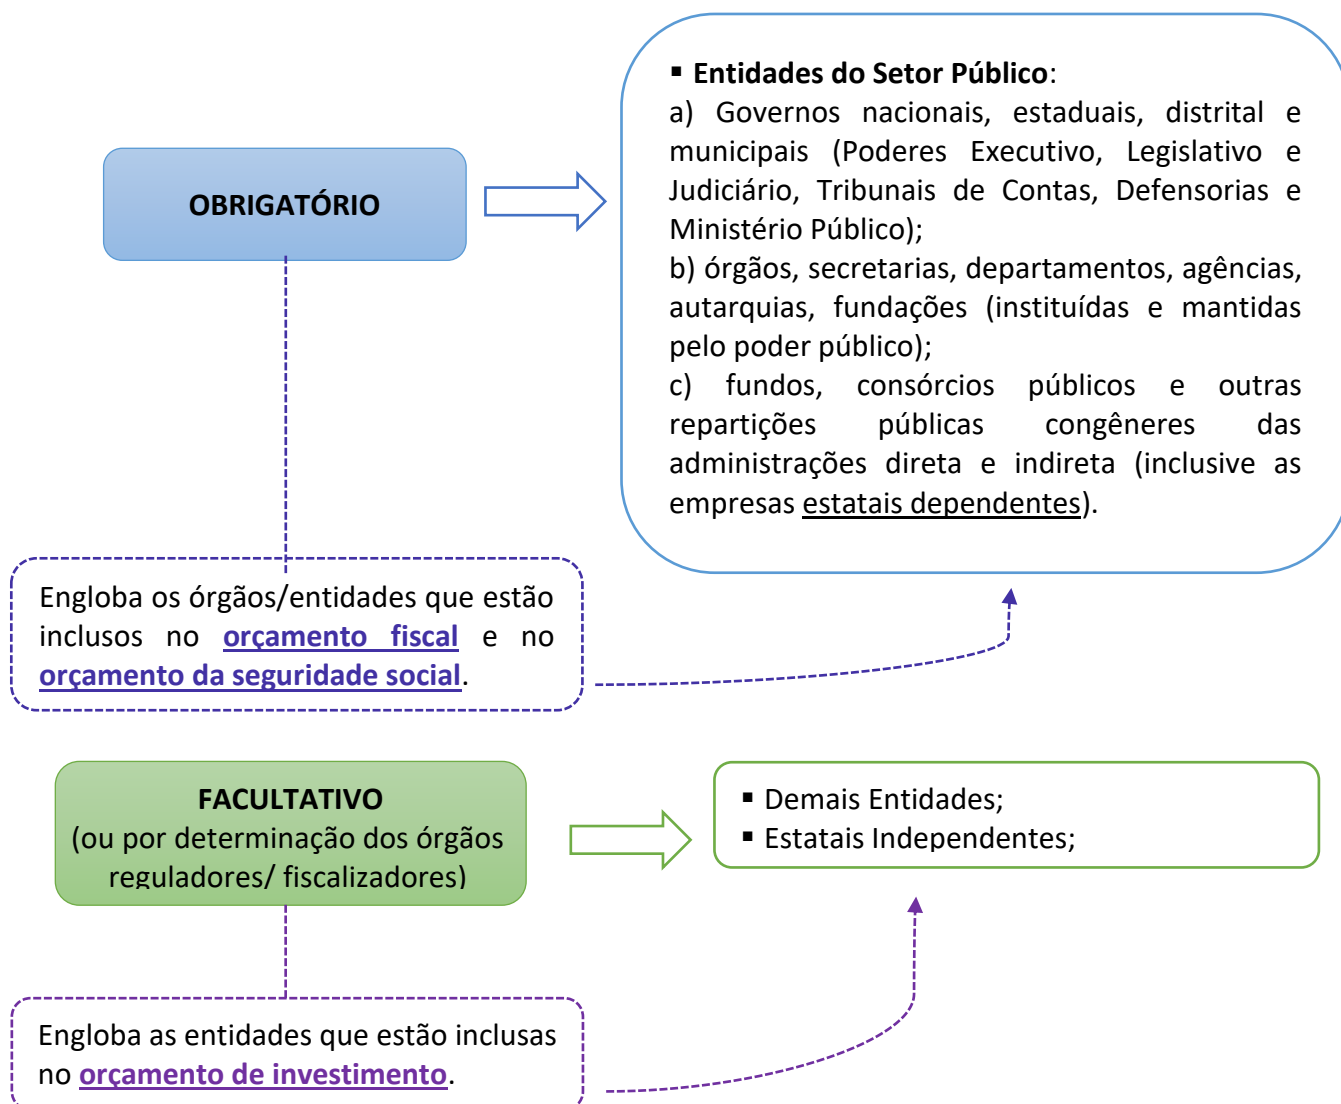 ▪ Entidades do Setor Público:
a) Governos nacionais, estaduais, distrital e
municipais (Poderes Executivo, Legislativo e
Judiciário, Tribunais de Contas, Defensorias e
Ministério Público);
b) órgãos, secretarias, departamentos, agências,
autarquias, fundações (instituídas e mantidas
pelo poder público);
c) fundos, consórcios públicos e outras
repartições públicas congêneres das
administrações direta e indireta (inclusive as
empresas estatais dependentes).
OBRIGATÓRIO
Engloba os órgãos/entidades que estão
inclusos no orçamento fiscal e no
orçamento da seguridade social.
FACULTATIVO
(ou por determinação dos órgãos
reguladores/ fiscalizadores)
▪ Demais Entidades;
▪ Estatais Independentes;
Engloba as entidades que estão inclusas
no orçamento de investimento.